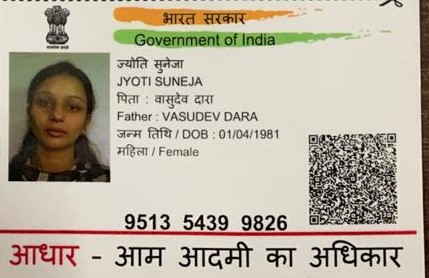 भारत सरकार
Government of India
ज्योति सुनेजा
JYOTI SUNEJA
पिता : वासुदेव दारा
Father : VASUDEV DARA
जन्म तिथि / DOB : 01/04/1981
महिला / Female
9513 5439 9826
आधार - आम आदमी का अधिकार